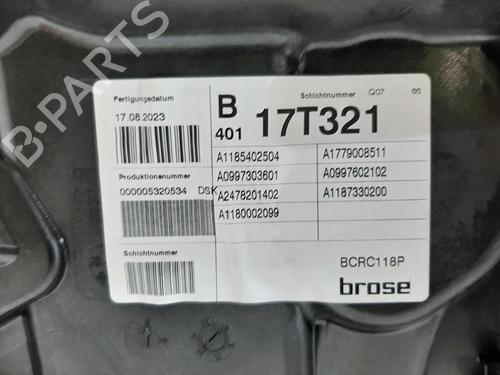 B-PARTS
Fertigungsdatum
17.08.2023
Produktionsnummer
000005320534 DSK
Schichtnummer
B
401
Schichtnummer Q07 66
17T321
A1185402504 A1779008511
A0997303601 A0997602102
A2478201402 A1187330200
A1180002099
BCRC118P
brose